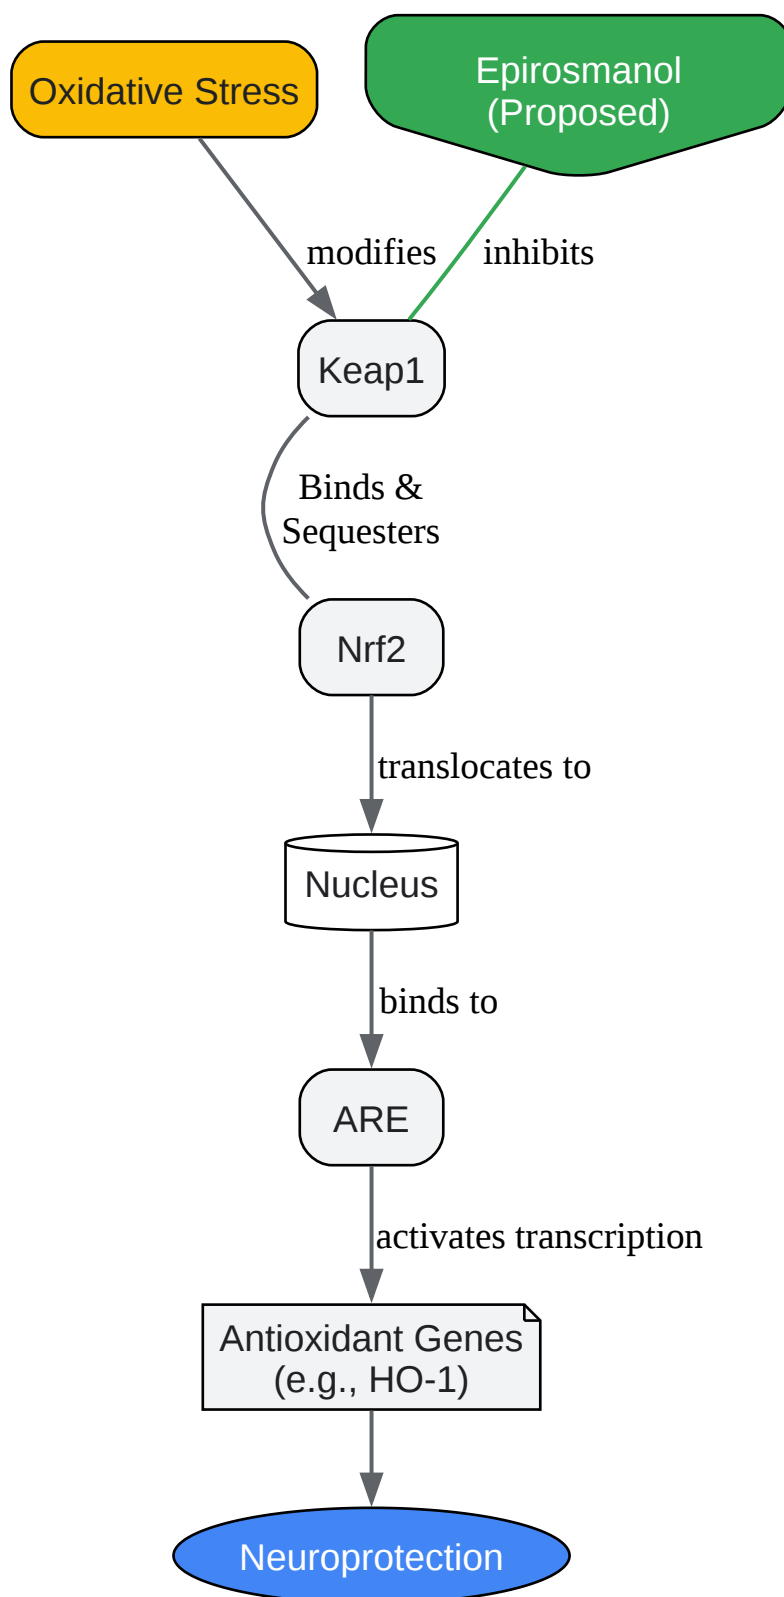 Oxidative Stress
Epirosmanol
(Proposed)
modifies
inhibits
Keap1
Binds &
Sequesters
Nrf2
translocates to
Nucleus
binds to
ARE
activates transcription
Antioxidant Genes
(e.g., HO-1)
Neuroprotection